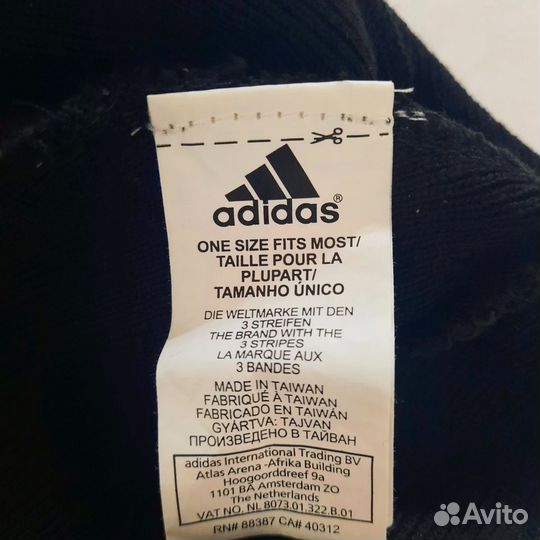 adidas®
ONE SIZE FITS MOST/
TAILLE POUR LA
PLUPART/
TAMANHO ÚNICO
DIE WELTMARKE MIT DEN
3 STREIFEN
THE BRAND WITH THE
3 STRIPES
LA MARQUE AUX
3 BANDES
MADE IN TAIWAN
FABRIQUÉ À TAIWAN
FABRICADO EN TAIWÁN
GYÁRTVA: TAJVAN
ПРОИЗВЕДЕНО В ТАЙВАН
adidas International Trading BV
Atlas Arena -Afrika Building
Hoogoorddreef 9a
1101 BA Amsterdam ZO
The Netherlands
VAT NO. NL 8073.01.322.B.01
RN# 88387 CA# 40312
Avito